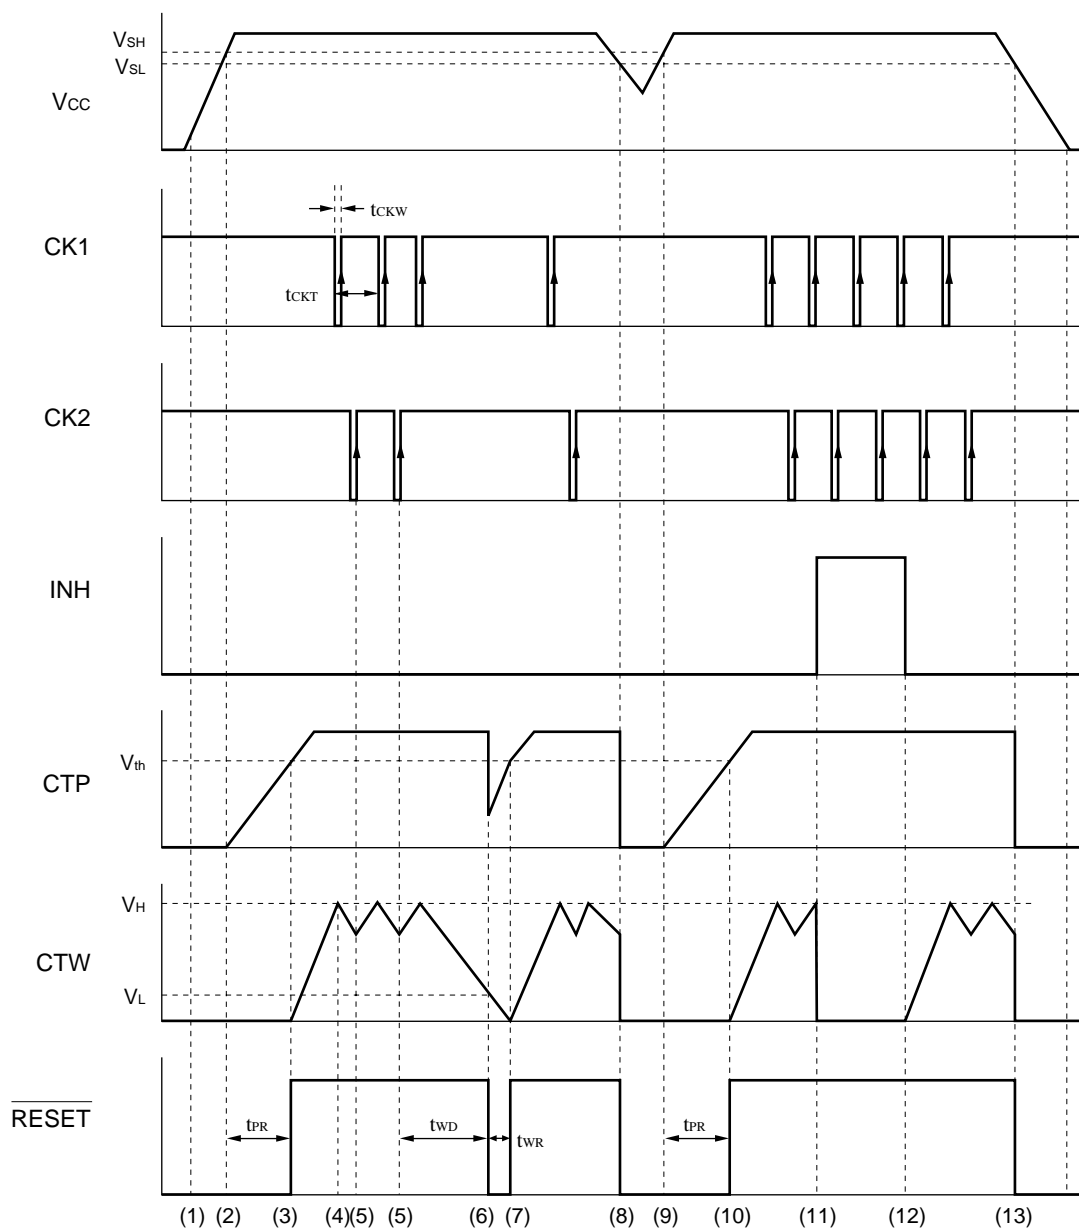 VSH
VSL
VCC
tCKW
CK1
tCKT
CK2
INH
Vth
CTP
VH
CTW
VL
RESET
tPR
tWD
tWR
tPR
(1) (2) (3) (4)(5) (5) (6) (7) (8) (9) (10) (11) (12) (13)